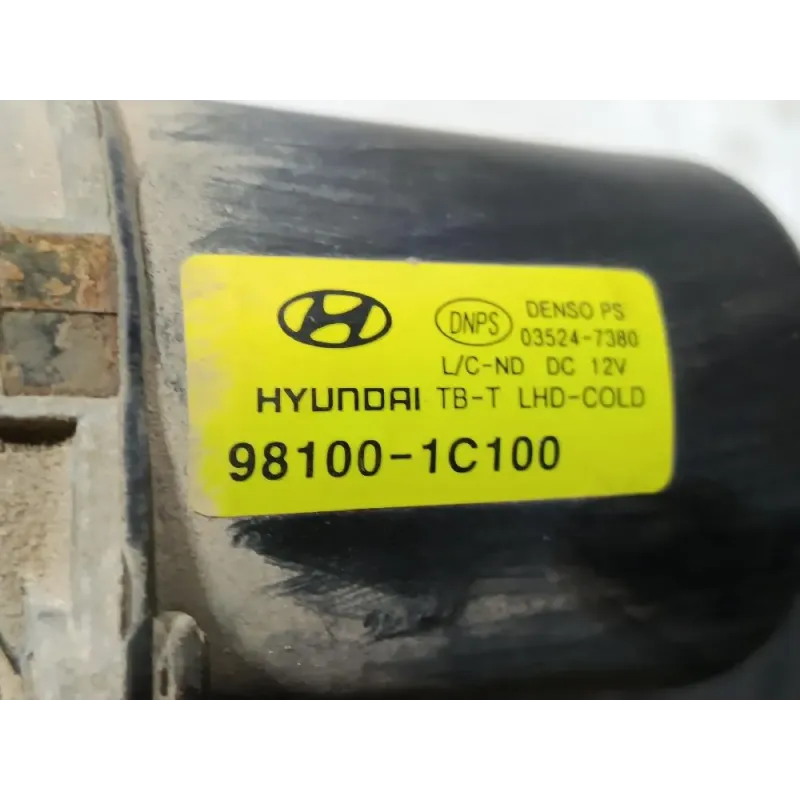 DNPS DENSO PS
03524-7380
L/C-ND DC 12V
HYUNDAI TB-T LHD-COLD
98100-1C100